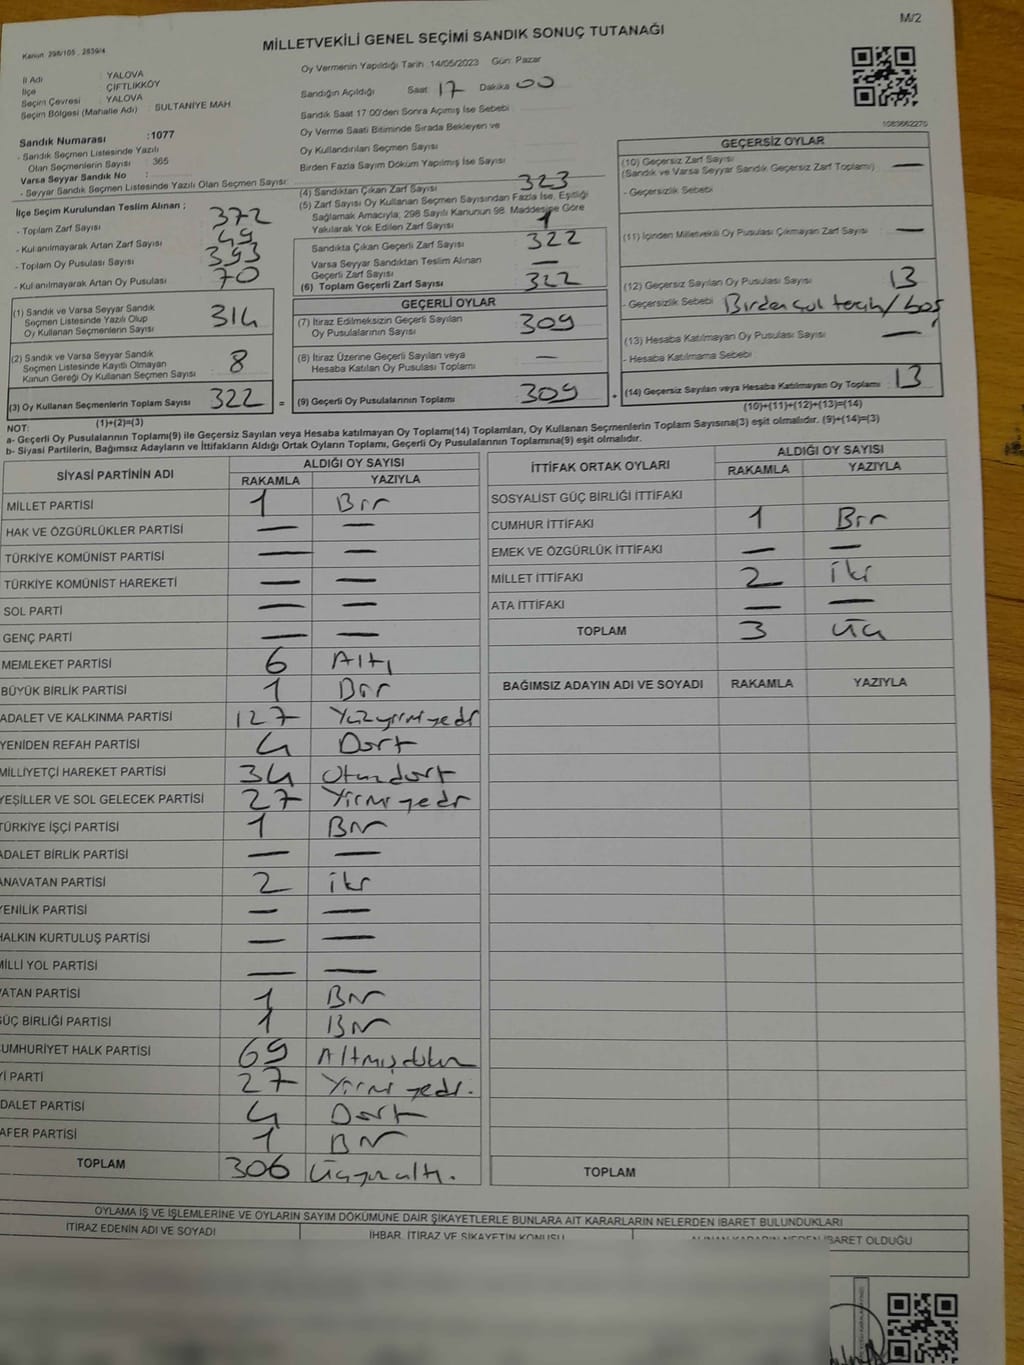 M/2
Kanun 298/105 , 2839/4
MİLLETVEKİLİ GENEL SEÇİMİ SANDIK SONUÇ TUTANAĞI
İl Adı : YALOVA
İlçe : ÇİFTLİKKÖY
Seçim Çevresi : YALOVA
Seçim Bölgesi (Mahalle Adı) : SULTANİYE MAH
Sandık Numarası : 1077
- Sandık Seçmen Listesinde Yazılı
Olan Seçmenlerin Sayısı : 365
Varsa Seyyar Sandık No :
- Seyyar Sandık Seçmen Listesinde Yazılı Olan Seçmen Sayısı :
Oy Vermenin Yapıldığı Tarih :14/05/2023 Gün: Pazar
Sandığın Açıldığı Saat : 17 Dakika : 00
Sandık Saat 17 00'den Sonra Açılmış İse Sebebi :
Oy Verme Saati Bitiminde Sırada Bekleyen ve
Oy Kullandırılan Seçmen Sayısı :
Birden Fazla Sayım Döküm Yapılmış İse Sayısı :
1083662270
İlçe Seçim Kurulundan Teslim Alınan ;
- Toplam Zarf Sayısı : 372
- Kullanılmayarak Artan Zarf Sayısı : 49
- Toplam Oy Pusulası Sayısı : 393
- Kullanılmayarak Artan Oy Pusulası : 70
(4) Sandıktan Çıkan Zarf Sayısı : 323
(5) Zarf Sayısı Oy Kullanan Seçmen Sayısından Fazla İse, Eşitliği
Sağlamak Amacıyla; 298 Sayılı Kanunun 98. Maddesine Göre
Yakılarak Yok Edilen Zarf Sayısı : 1
Sandıkta Çıkan Geçerli Zarf Sayısı : 322
Varsa Seyyar Sandıktan Teslim Alınan
Geçerli Zarf Sayısı : —
(6) Toplam Geçerli Zarf Sayısı : 322
GEÇERSİZ OYLAR
(10) Geçersiz Zarf Sayısı : —
(Sandık ve Varsa Seyyar Sandık Geçersiz Zarf Toplamı)
- Geçersizlik Sebebi :
(11) İçinden Milletvekili Oy Pusulası Çıkmayan Zarf Sayısı : —
(12) Geçersiz Sayılan Oy Pusulası Sayısı : 13
- Geçersizlik Sebebi : Birden çok tercih / boş
(13) Hesaba Katılmayan Oy Pusulası Sayısı : —
- Hesaba Katılmama Sebebi :
(14) Geçersiz Sayılan veya Hesaba Katılmayan Oy Toplamı : 13
(10)+(11)+(12)+(13)=(14)
(1) Sandık ve Varsa Seyyar Sandık
Seçmen Listesinde Yazılı Olup
Oy Kullanan Seçmenlerin Sayısı : 314
(2) Sandık ve Varsa Seyyar Sandık
Seçmen Listesinde Kayıtlı Olmayan
Kanun Gereği Oy Kullanan Seçmen Sayısı : 8
(3) Oy Kullanan Seçmenlerin Toplam Sayısı : 322 =
(1)+(2)=(3)
GEÇERLİ OYLAR
(7) İtiraz Edilmeksizin Geçerli Sayılan
Oy Pusulalarının Sayısı : 309
(8) İtiraz Üzerine Geçerli Sayılan veya
Hesaba Katılan Oy Pusulası Toplamı : —
(9) Geçerli Oy Pusulalarının Toplamı : 309 +
NOT:
a- Geçerli Oy Pusulalarının Toplamı(9) ile Geçersiz Sayılan veya Hesaba katılmayan Oy Toplamı(14) Toplamları, Oy Kullanan Seçmenlerin Toplam Sayısına(3) eşit olmalıdır. (9)+(14)=(3)
b- Siyasi Partilerin, Bağımsız Adayların ve İttifakların Aldığı Ortak Oyların Toplamı, Geçerli Oy Pusulalarının Toplamına(9) eşit olmalıdır.
SİYASİ PARTİNİN ADI ALDIĞI OY SAYISI
RAKAMLA YAZIYLA
MİLLET PARTİSİ 1 Bir
HAK VE ÖZGÜRLÜKLER PARTİSİ — —
TÜRKİYE KOMÜNİST PARTİSİ — —
TÜRKİYE KOMÜNİST HAREKETİ — —
SOL PARTİ — —
GENÇ PARTİ — —
MEMLEKET PARTİSİ 6 Altı
BÜYÜK BİRLİK PARTİSİ 1 Bir
ADALET VE KALKINMA PARTİSİ 127 Yüzyirmiyedi
YENİDEN REFAH PARTİSİ 4 Dört
MİLLİYETÇİ HAREKET PARTİSİ 34 Otuzdört
YEŞİLLER VE SOL GELECEK PARTİSİ 27 Yirmiyedi
TÜRKİYE İŞÇİ PARTİSİ 1 Bir
ADALET BİRLİK PARTİSİ — —
ANAVATAN PARTİSİ 2 iki
YENİLİK PARTİSİ — —
HALKIN KURTULUŞ PARTİSİ — —
MİLLİ YOL PARTİSİ — —
VATAN PARTİSİ 1 Bir
GÜÇ BİRLİĞİ PARTİSİ 1 Bir
CUMHURİYET HALK PARTİSİ 69 Altmışdokuz
İYİ PARTİ 27 Yirmi yedi.
ADALET PARTİSİ 4 Dört
ZAFER PARTİSİ 1 Bir
TOPLAM 306 üçyüzaltı.
İTTİFAK ORTAK OYLARI ALDIĞI OY SAYISI
RAKAMLA YAZIYLA
SOSYALİST GÜÇ BİRLİĞİ İTTİFAKI
CUMHUR İTTİFAKI 1 Bir
EMEK VE ÖZGÜRLÜK İTTİFAKI — —
MİLLET İTTİFAKI 2 iki
ATA İTTİFAKI — —
TOPLAM 3 üç
BAĞIMSIZ ADAYIN ADI VE SOYADI RAKAMLA YAZIYLA
TOPLAM
OYLAMA İŞ VE İŞLEMLERİNE VE OYLARIN SAYIM DÖKÜMÜNE DAİR ŞİKAYETLERLE BUNLARA AİT KARARLARIN NELERDEN İBARET BULUNDUKLARI
İTİRAZ EDENİN ADI VE SOYADI İHBAR, İTİRAZ VE ŞİKAYETİN KONUSU ALINAN KARARIN NEDEN İBARET OLDUĞU